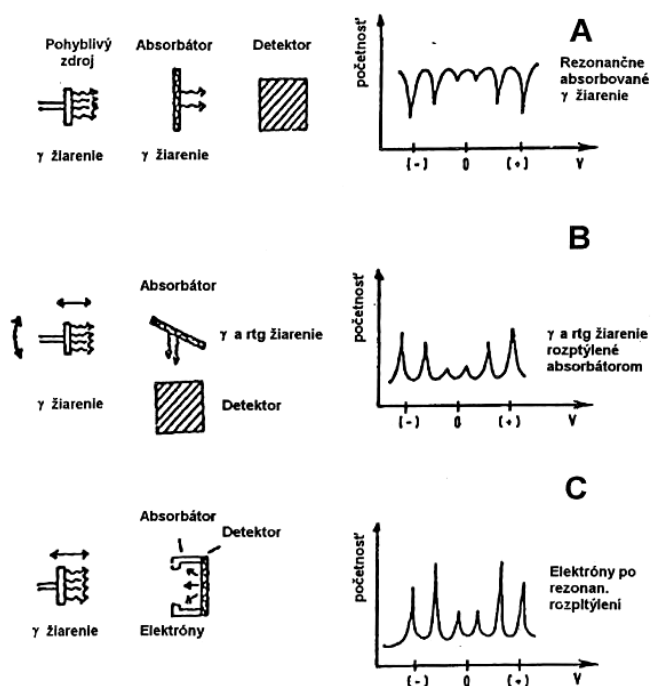 Pohyblivý
zdroj
Absorbátor
Detektor
γ žiarenie
γ žiarenie
A
početnosť
Rezonančne
absorbované
γ žiarenie
(-) 0 (+) V
B
Absorbátor
γ a rtg žiarenie
γ žiarenie
Detektor
početnosť
γ a rtg žiarenie
rozptýlené
absorbátorom
(-) 0 (+) V
C
Absorbátor
Detektor
γ žiarenie
Elektróny
početnosť
Elektróny po
rezonan.
rozpltýlení
(-) 0 (+) V